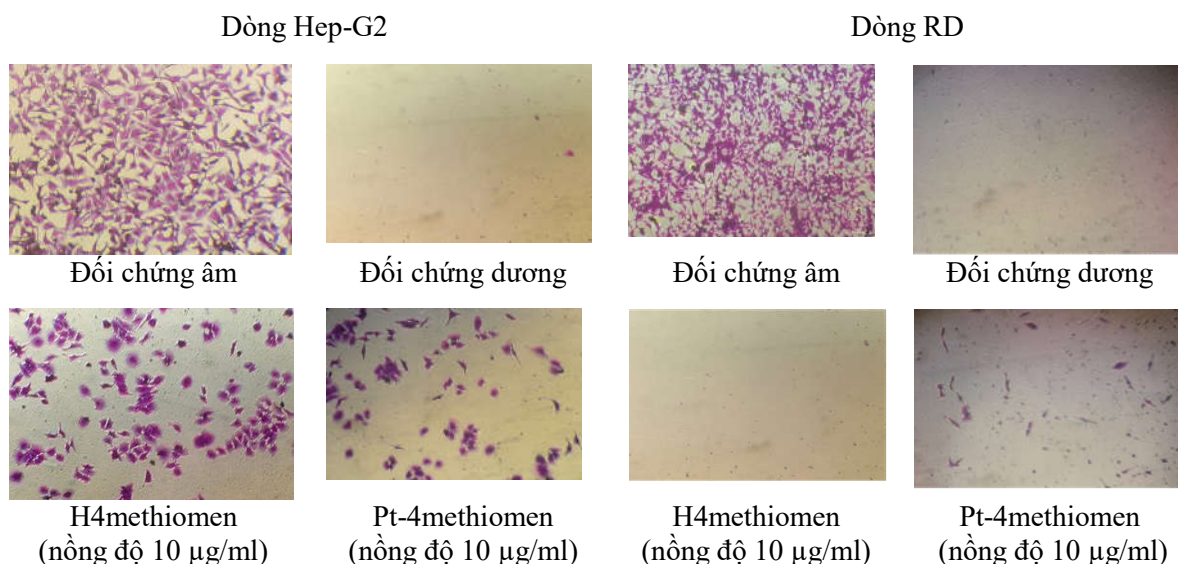 Dòng Hep-G2
Dòng RD
Đối chứng âm
Đối chứng dương
Đối chứng âm
Đối chứng dương
H4methiomen
(nồng độ 10 µg/ml)
Pt-4methiomen
(nồng độ 10 µg/ml)
H4methiomen
(nồng độ 10 µg/ml)
Pt-4methiomen
(nồng độ 10 µg/ml)